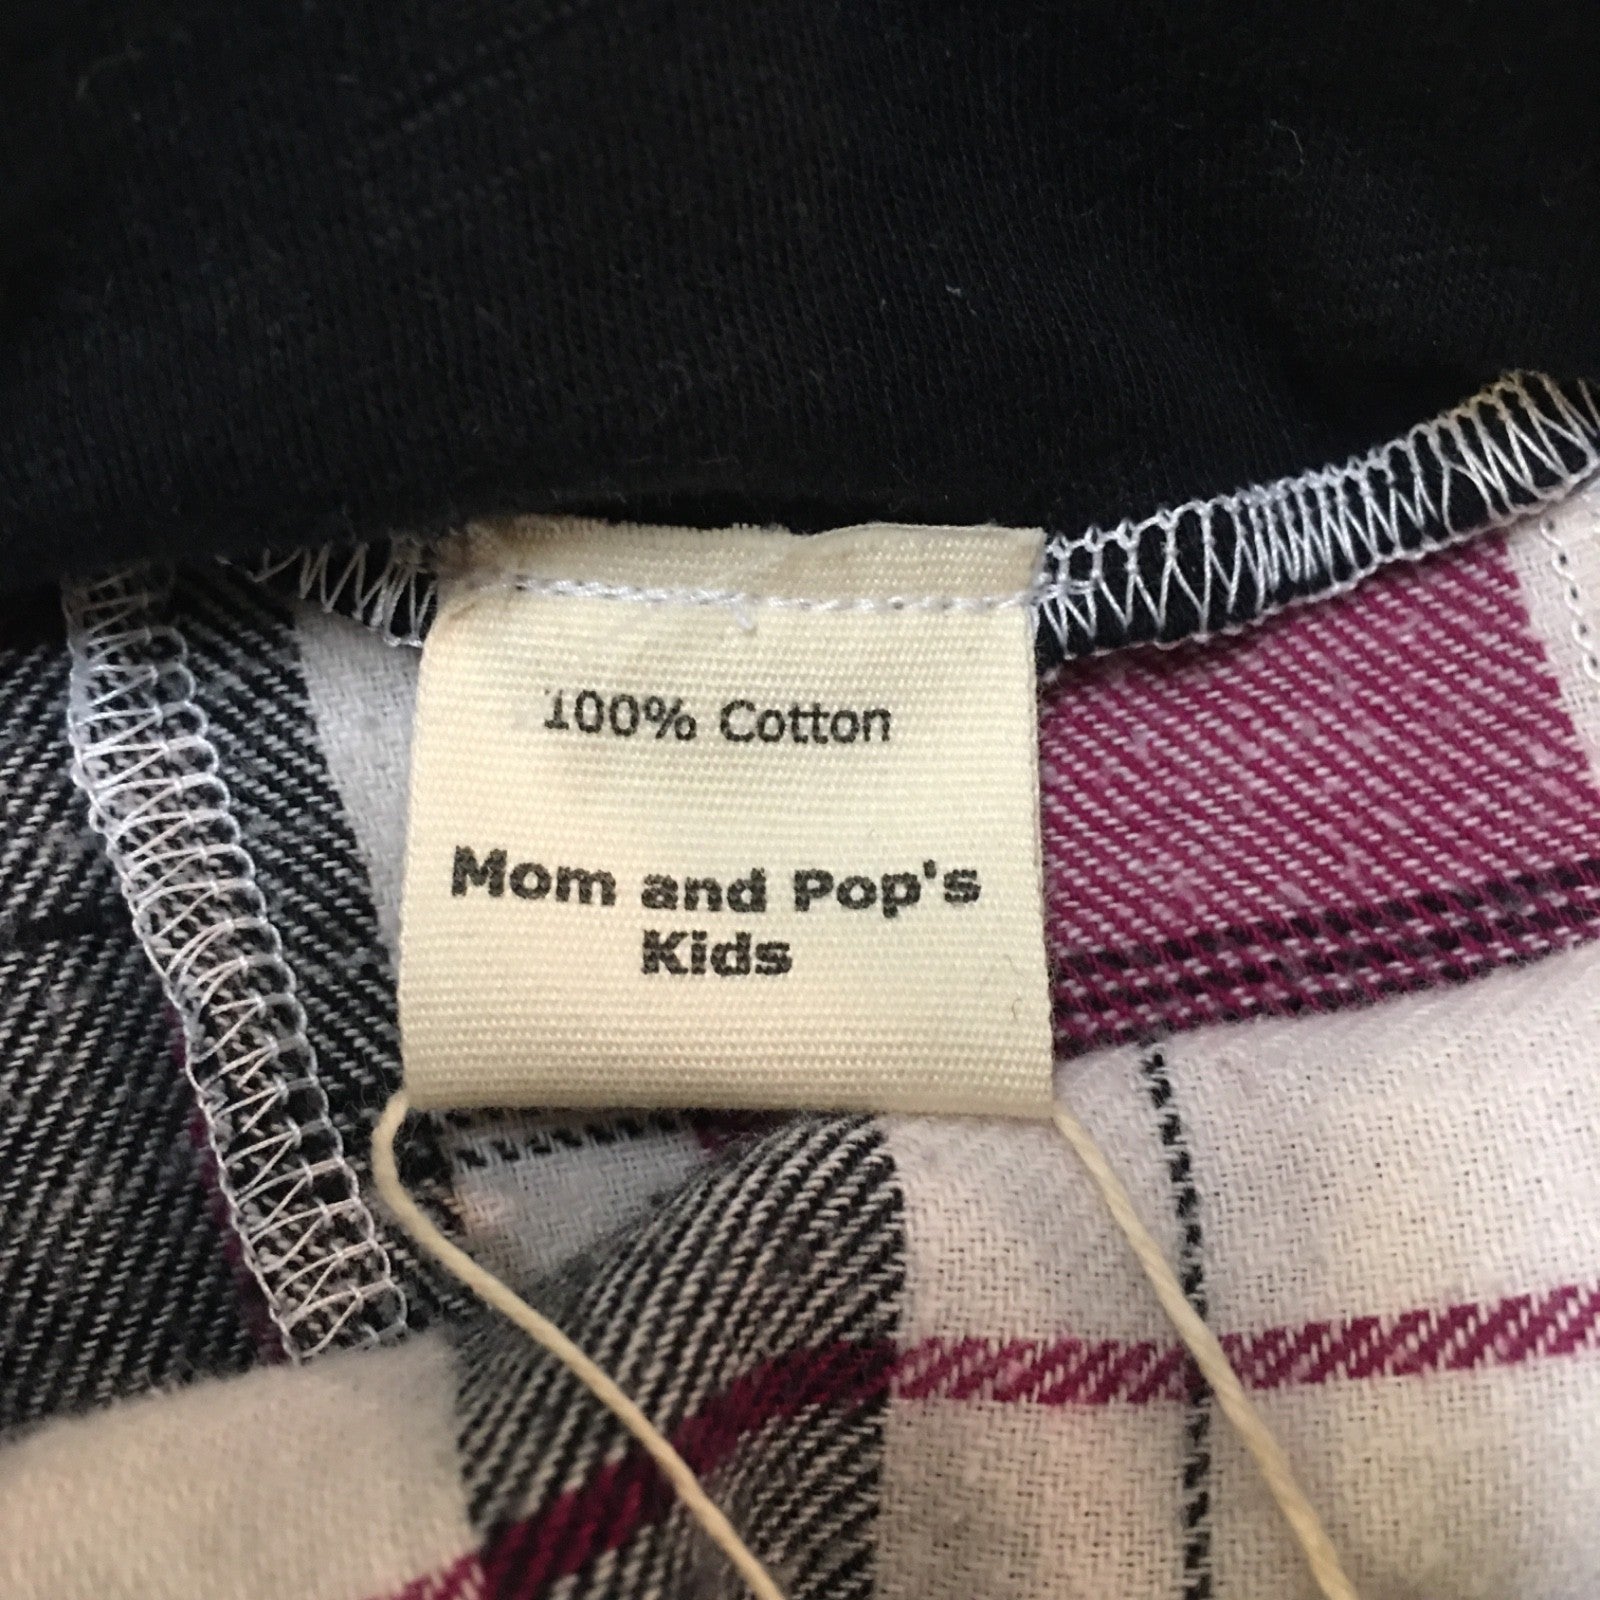 100% Cotton
Mom and Pop's
Kids